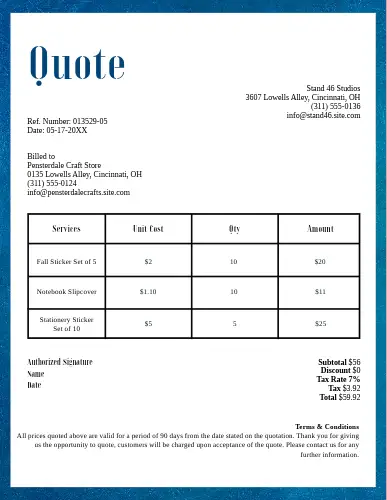 Quote
Stand 46 Studios
3607 Lowells Alley, Cincinnati, OH
(311) 555-0136
info@stand46.site.com
Ref. Number: 013529-05
Date: 05-17-20XX
Billed to
Pensterdale Craft Store
0135 Lowells Alley, Cincinnati, OH
(311) 555-0124
info@pensterdalecrafts.site.com
Services Unit Cost Qty Amount
Fall Sticker Set of 5 $2 10 $20
Notebook Slipcover $1.10 10 $11
Stationery Sticker
Set of 10 $5 5 $25
Authorized Signature
Name
Date
Subtotal $56
Discount $0
Tax Rate 7%
Tax $3.92
Total $59.92
Terms & Conditions
All prices quoted above are valid for a period of 90 days from the date stated on the quotation. Thank you for giving
us the opportunity to quote, customers will be charged upon acceptance of the quote. Please contact us for any
further information.